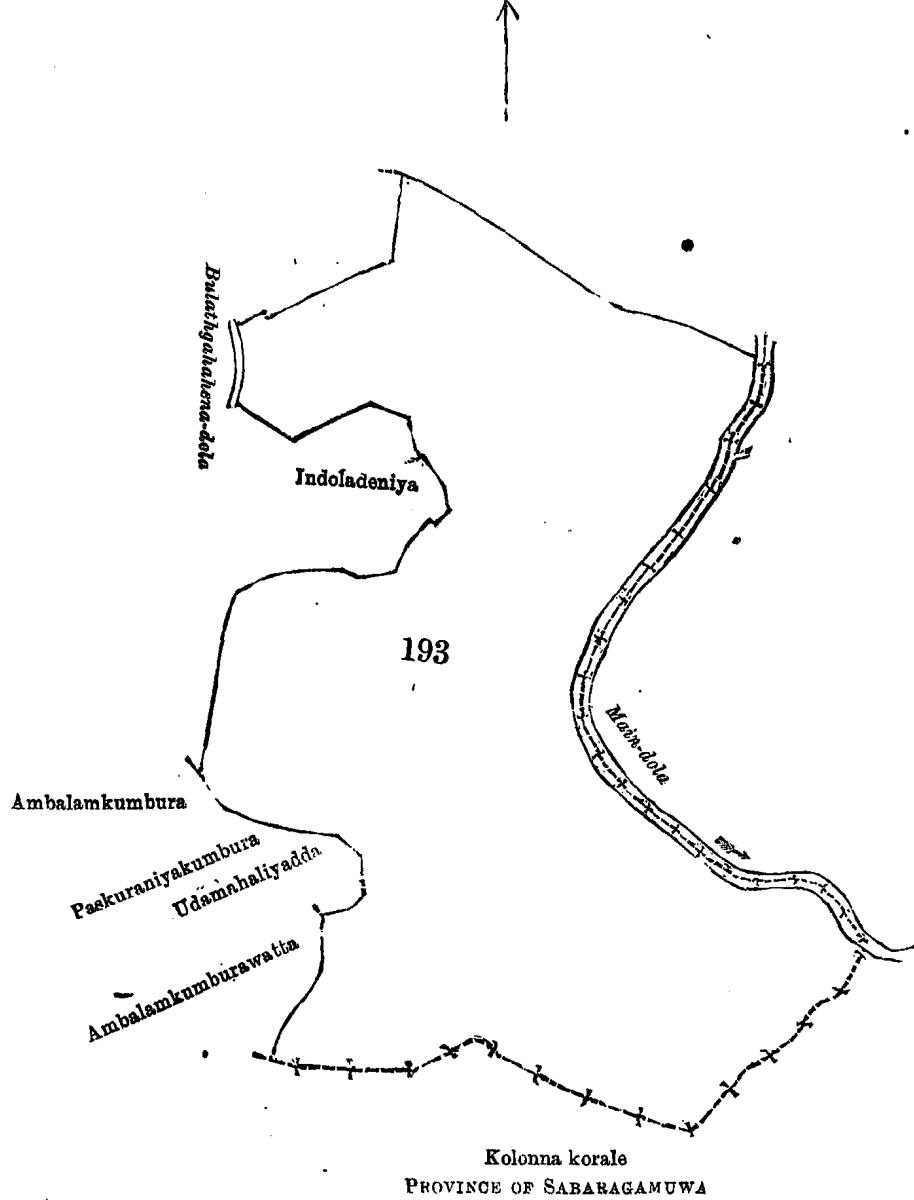 Bulathgahahena-dola
Indoladeniya
193
Main-dola
Ambalamkumbura
Paskuraniyakumbura
Udamahaliyadda
Ambalamkumburawatta
Kolonna korale
PROVINCE OF SABARAGAMUWA